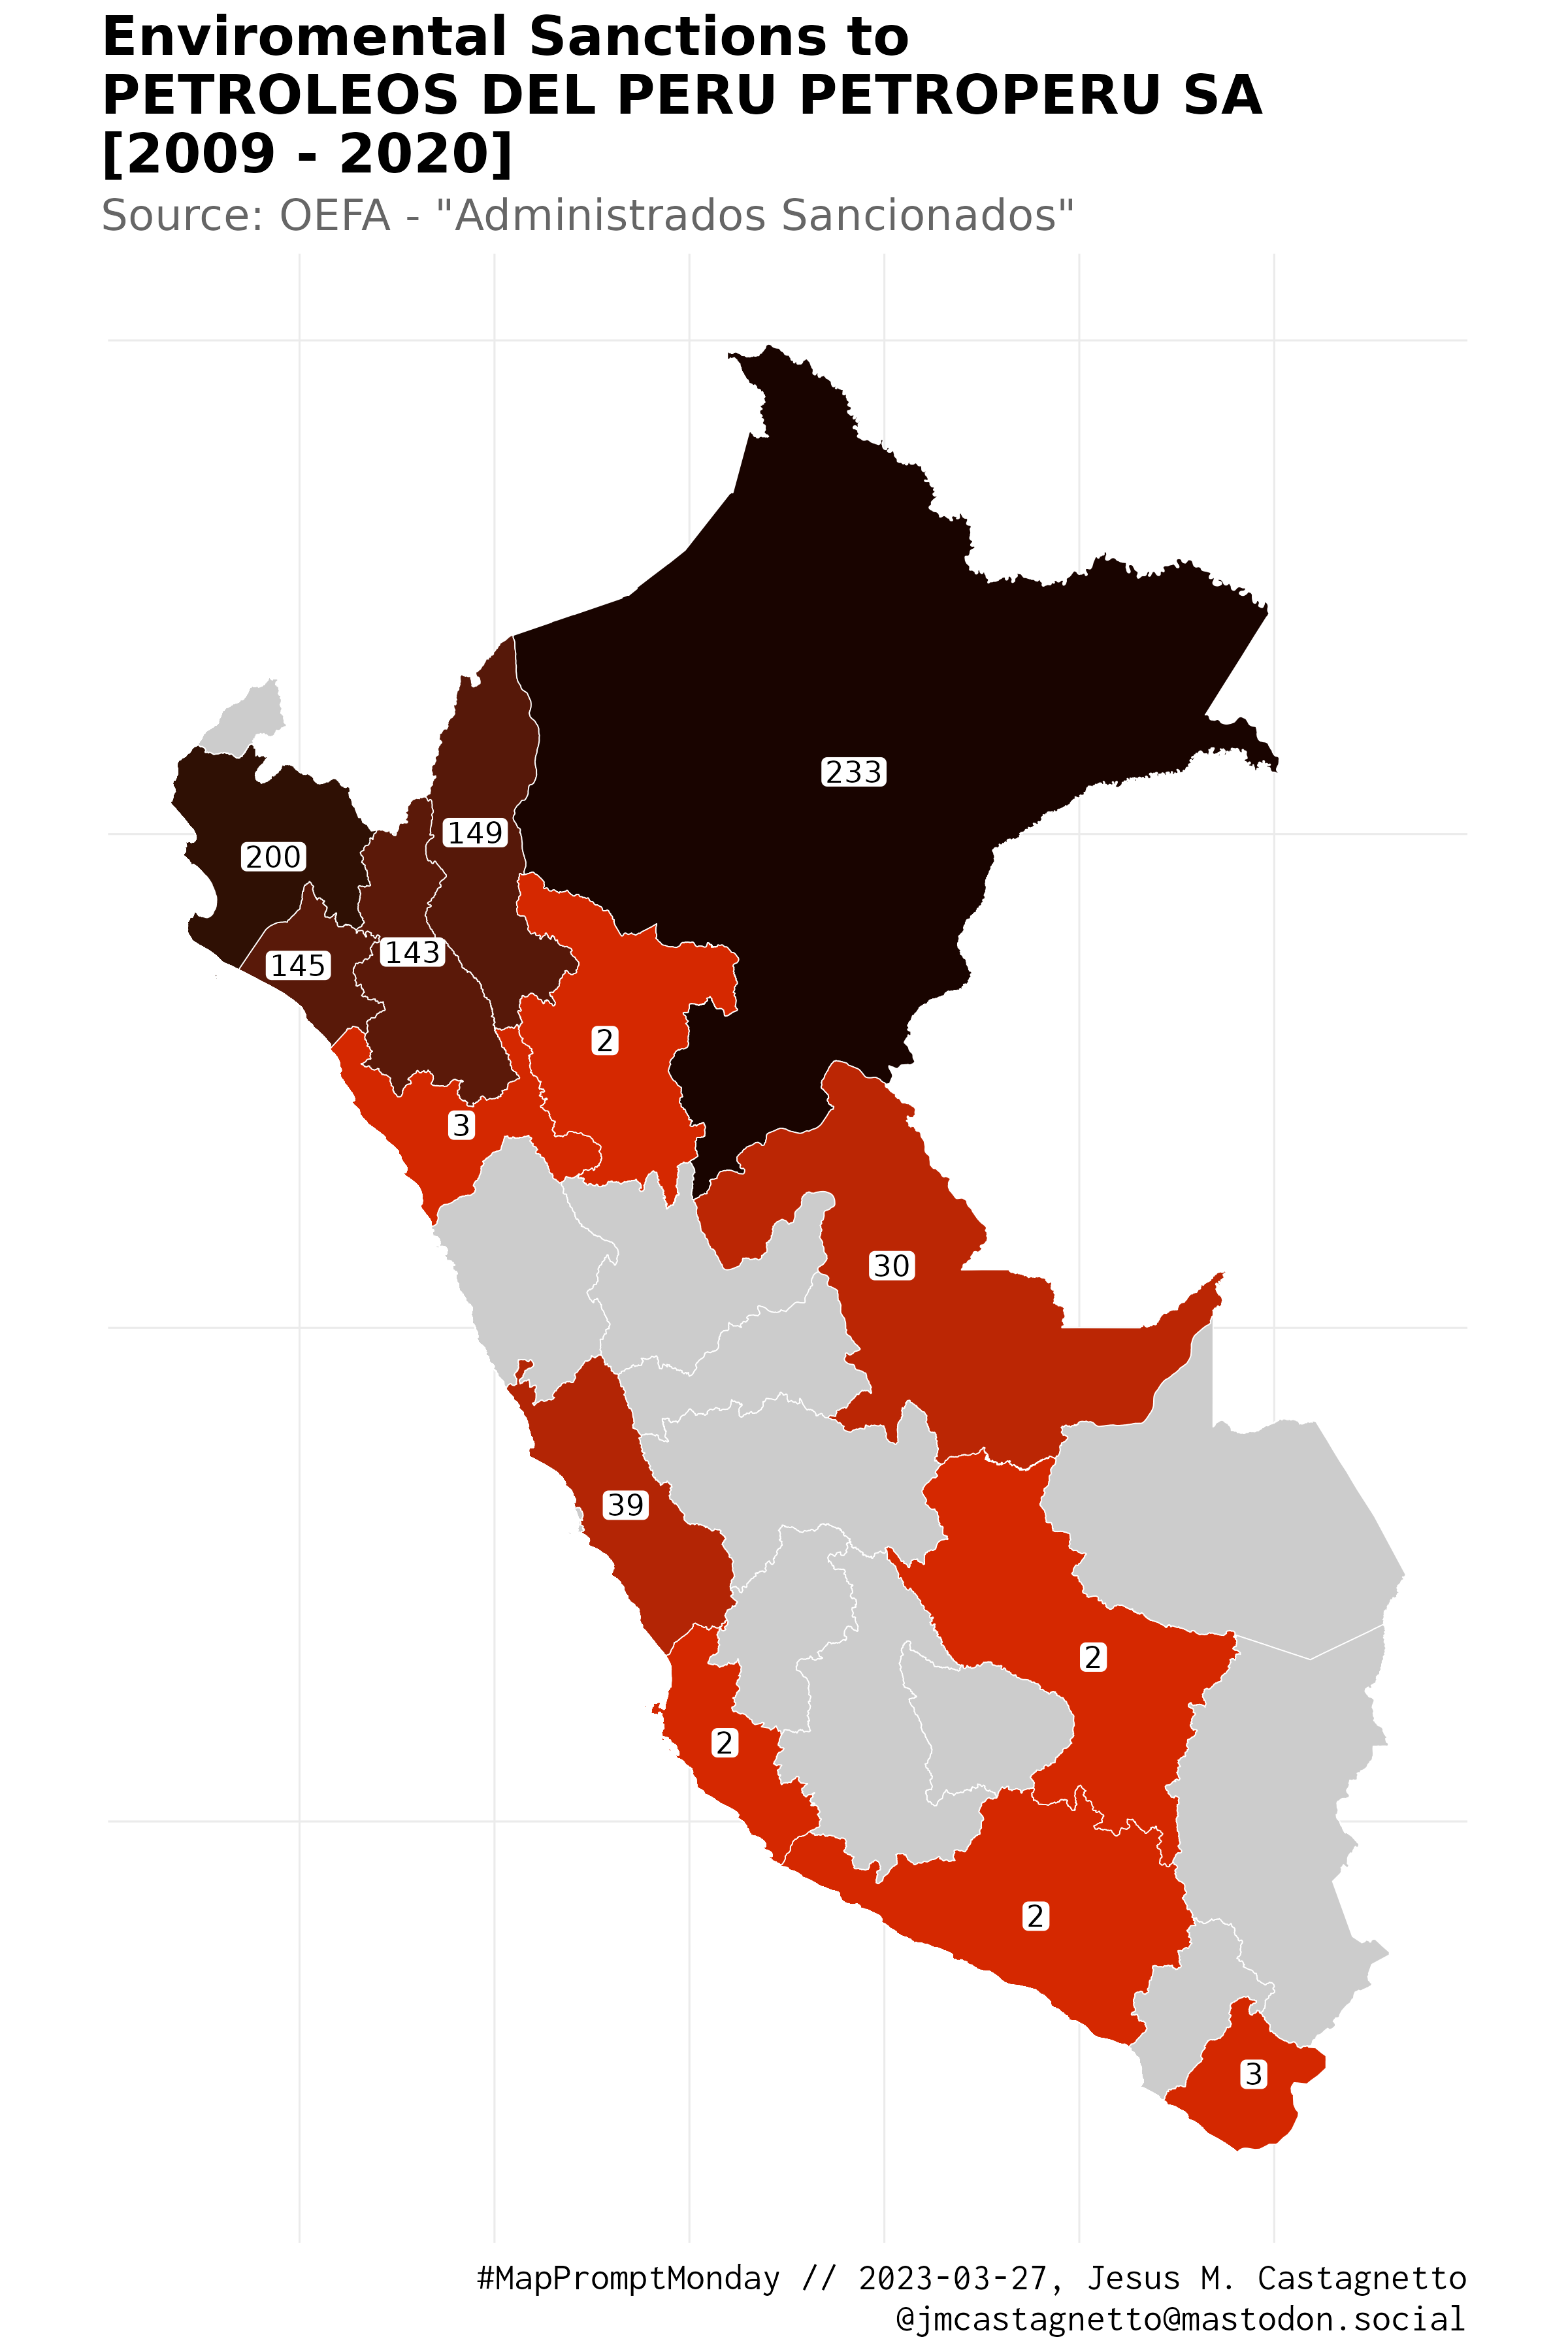 Enviromental Sanctions to
PETROLEOS DEL PERU PETROPERU SA
[2009 - 2020]
Source: OEFA - "Administrados Sancionados"
233
149
200
143
145
2
3
30
39
2
2
2
3
#MapPromptMonday // 2023-03-27, Jesus M. Castagnetto
@jmcastagnetto@mastodon.social